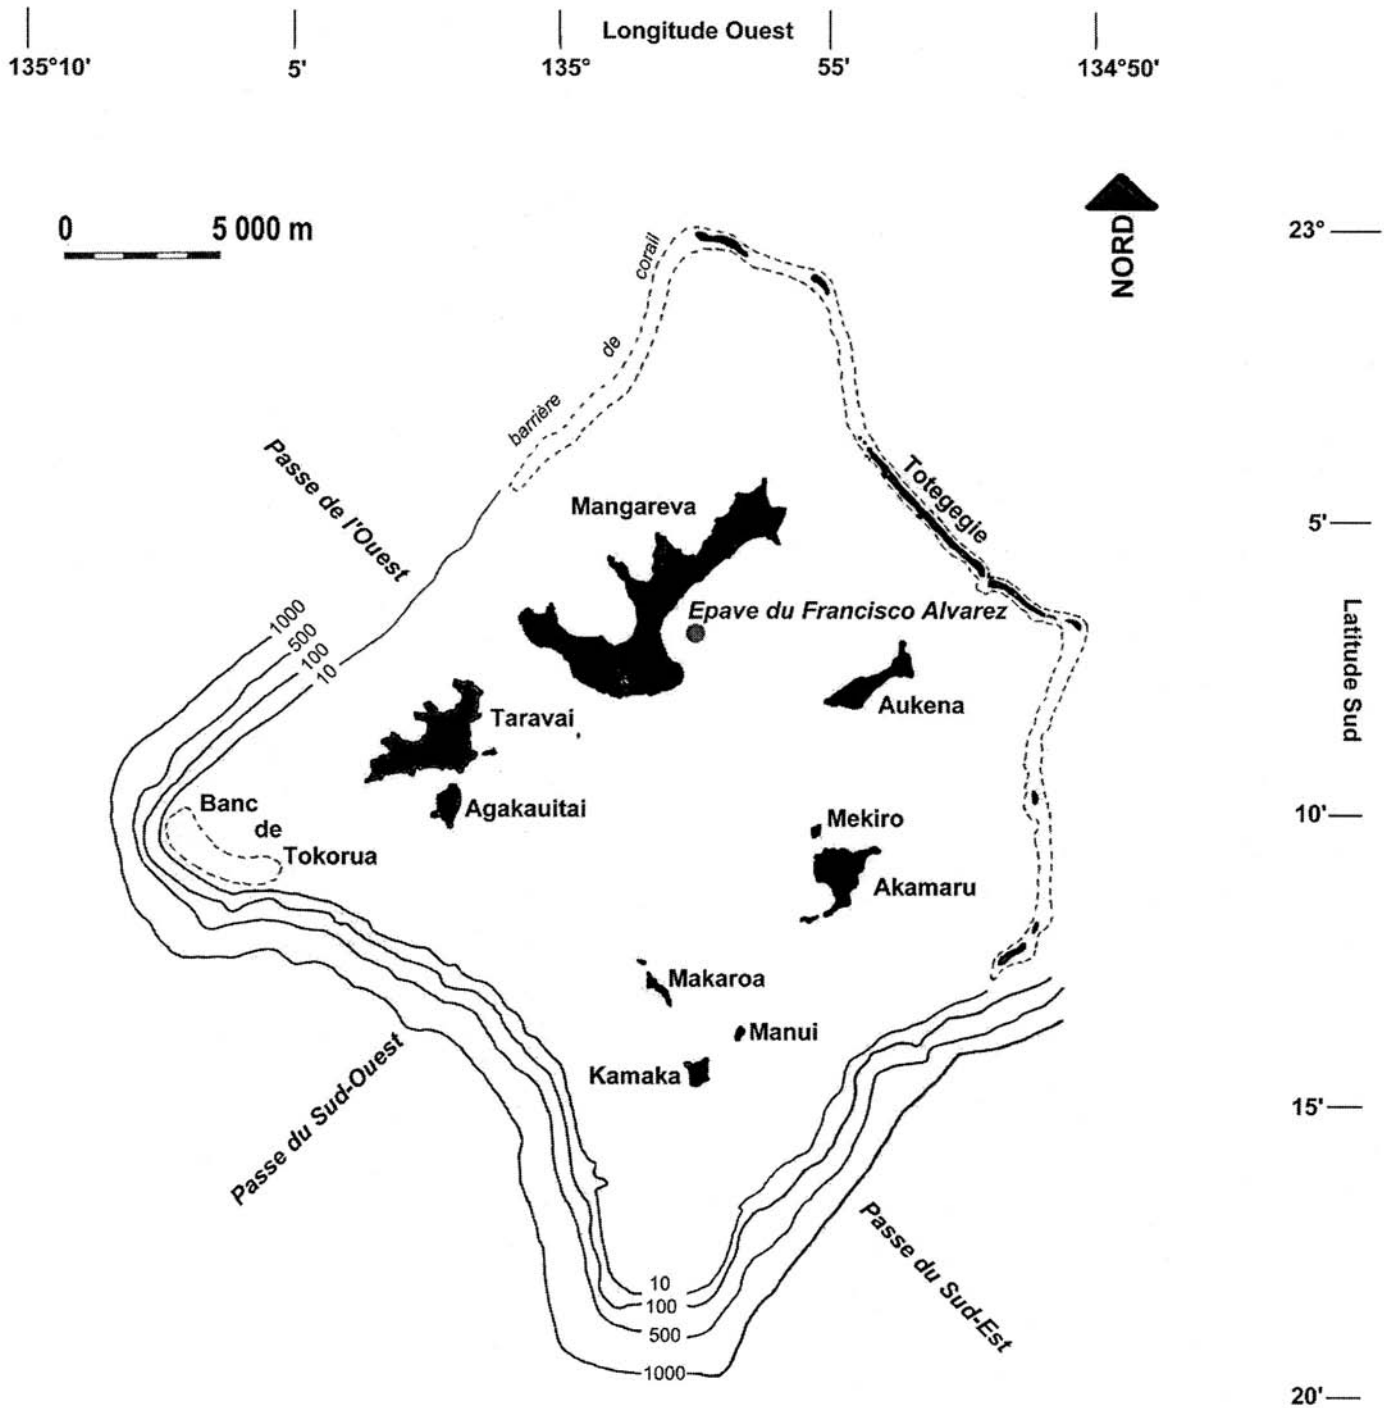 Longitude Ouest
135°10'
5'
135°
55'
134°50'
0
5 000 m
NORD
23°
barrière de corail
Passe de l'Ouest
Mangareva
Totegegie
5'
Epave du Francisco Alvarez
1000
500
100
10
Latitude Sud
Taravai
Aukena
Banc
de
Tokorua
Agakauitai
Mekiro
10'
Akamaru
Makaroa
Manui
Kamaka
Passe du Sud-Ouest
15'
Passe du Sud-Est
10
100
500
1000
20'